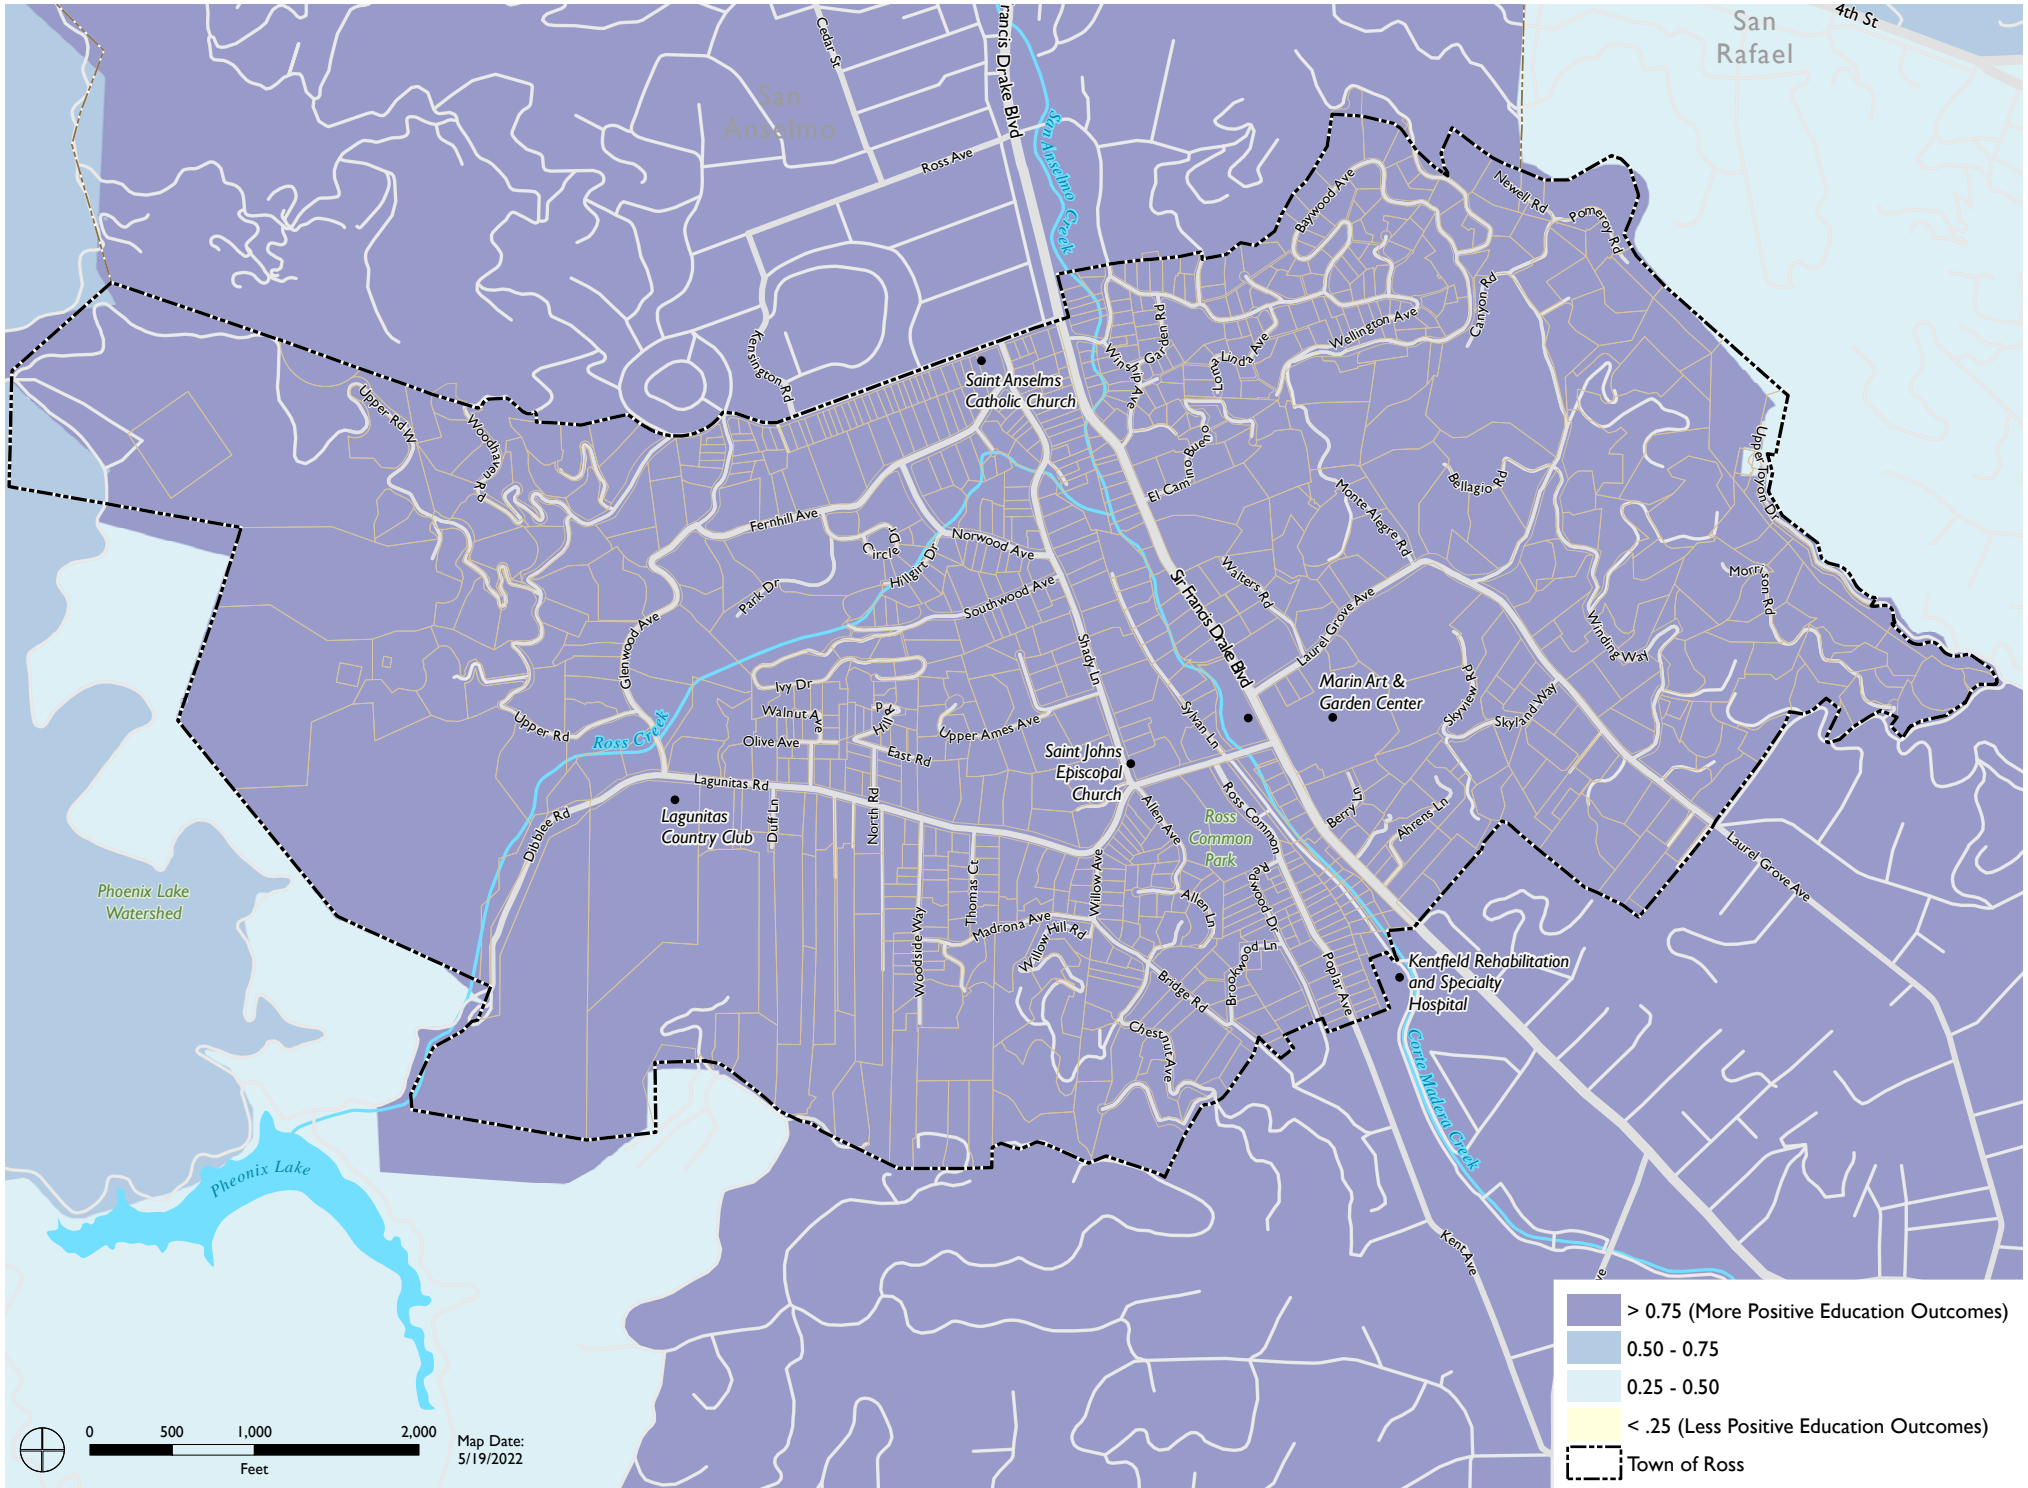 4th St
San
Rafael
Cedar St
rancis Drake Blvd
San
Anselmo
San Anselmo Creek
Ross Ave
Baywood Ave
Newell Rd
Pomeroy Rd
Canyon Rd
Garden Rd
Winship Ave
Loma Linda Ave
Wellington Ave
Kensington Rd
Saint Anselms
Catholic Church
Upper Rd W
Woodhaven Rd
El Camino Bueno
Monte Alegre Rd
Bellagio Rd
Upper Toyon Dr
Fernhill Ave
Circle Dr
Norwood Ave
Hillgirt Dr
Park Dr
Southwood Ave
Walters Rd
Sir Francis Drake Blvd
Laurel Grove Ave
Morrison Rd
Winding Way
Glenwood Ave
Shady Ln
Ivy Dr
Walnut Ave
Hill Rd
Upper Rd
Ross Creek
Olive Ave
East Rd
Upper Ames Ave
Sylvan Ln
Marin Art &
Garden Center
Skyview Rd
Skyland Way
Saint Johns
Episcopal
Church
Lagunitas Rd
Lagunitas
Country Club
Duff Ln
North Rd
Dibblee Rd
Allen Ave
Ross Common
Ross
Common
Park
Berry Ln
Ahrens Ln
Laurel Grove Ave
Phoenix Lake
Watershed
Thomas Ct
Willow Ave
Allen Ln
Redwood Dr
Woodside Way
Madrona Ave
Willow Hill Rd
Brookwood Ln
Bridge Rd
Poplar Ave
Kentfield Rehabilitation
and Specialty
Hospital
Chestnut Ave
Corte Madera Creek
Pheonix Lake
Kent Ave
ve
> 0.75 (More Positive Education Outcomes)
0.50 - 0.75
0.25 - 0.50
< .25 (Less Positive Education Outcomes)
Town of Ross
0 500 1,000 2,000
Feet
Map Date:
5/19/2022